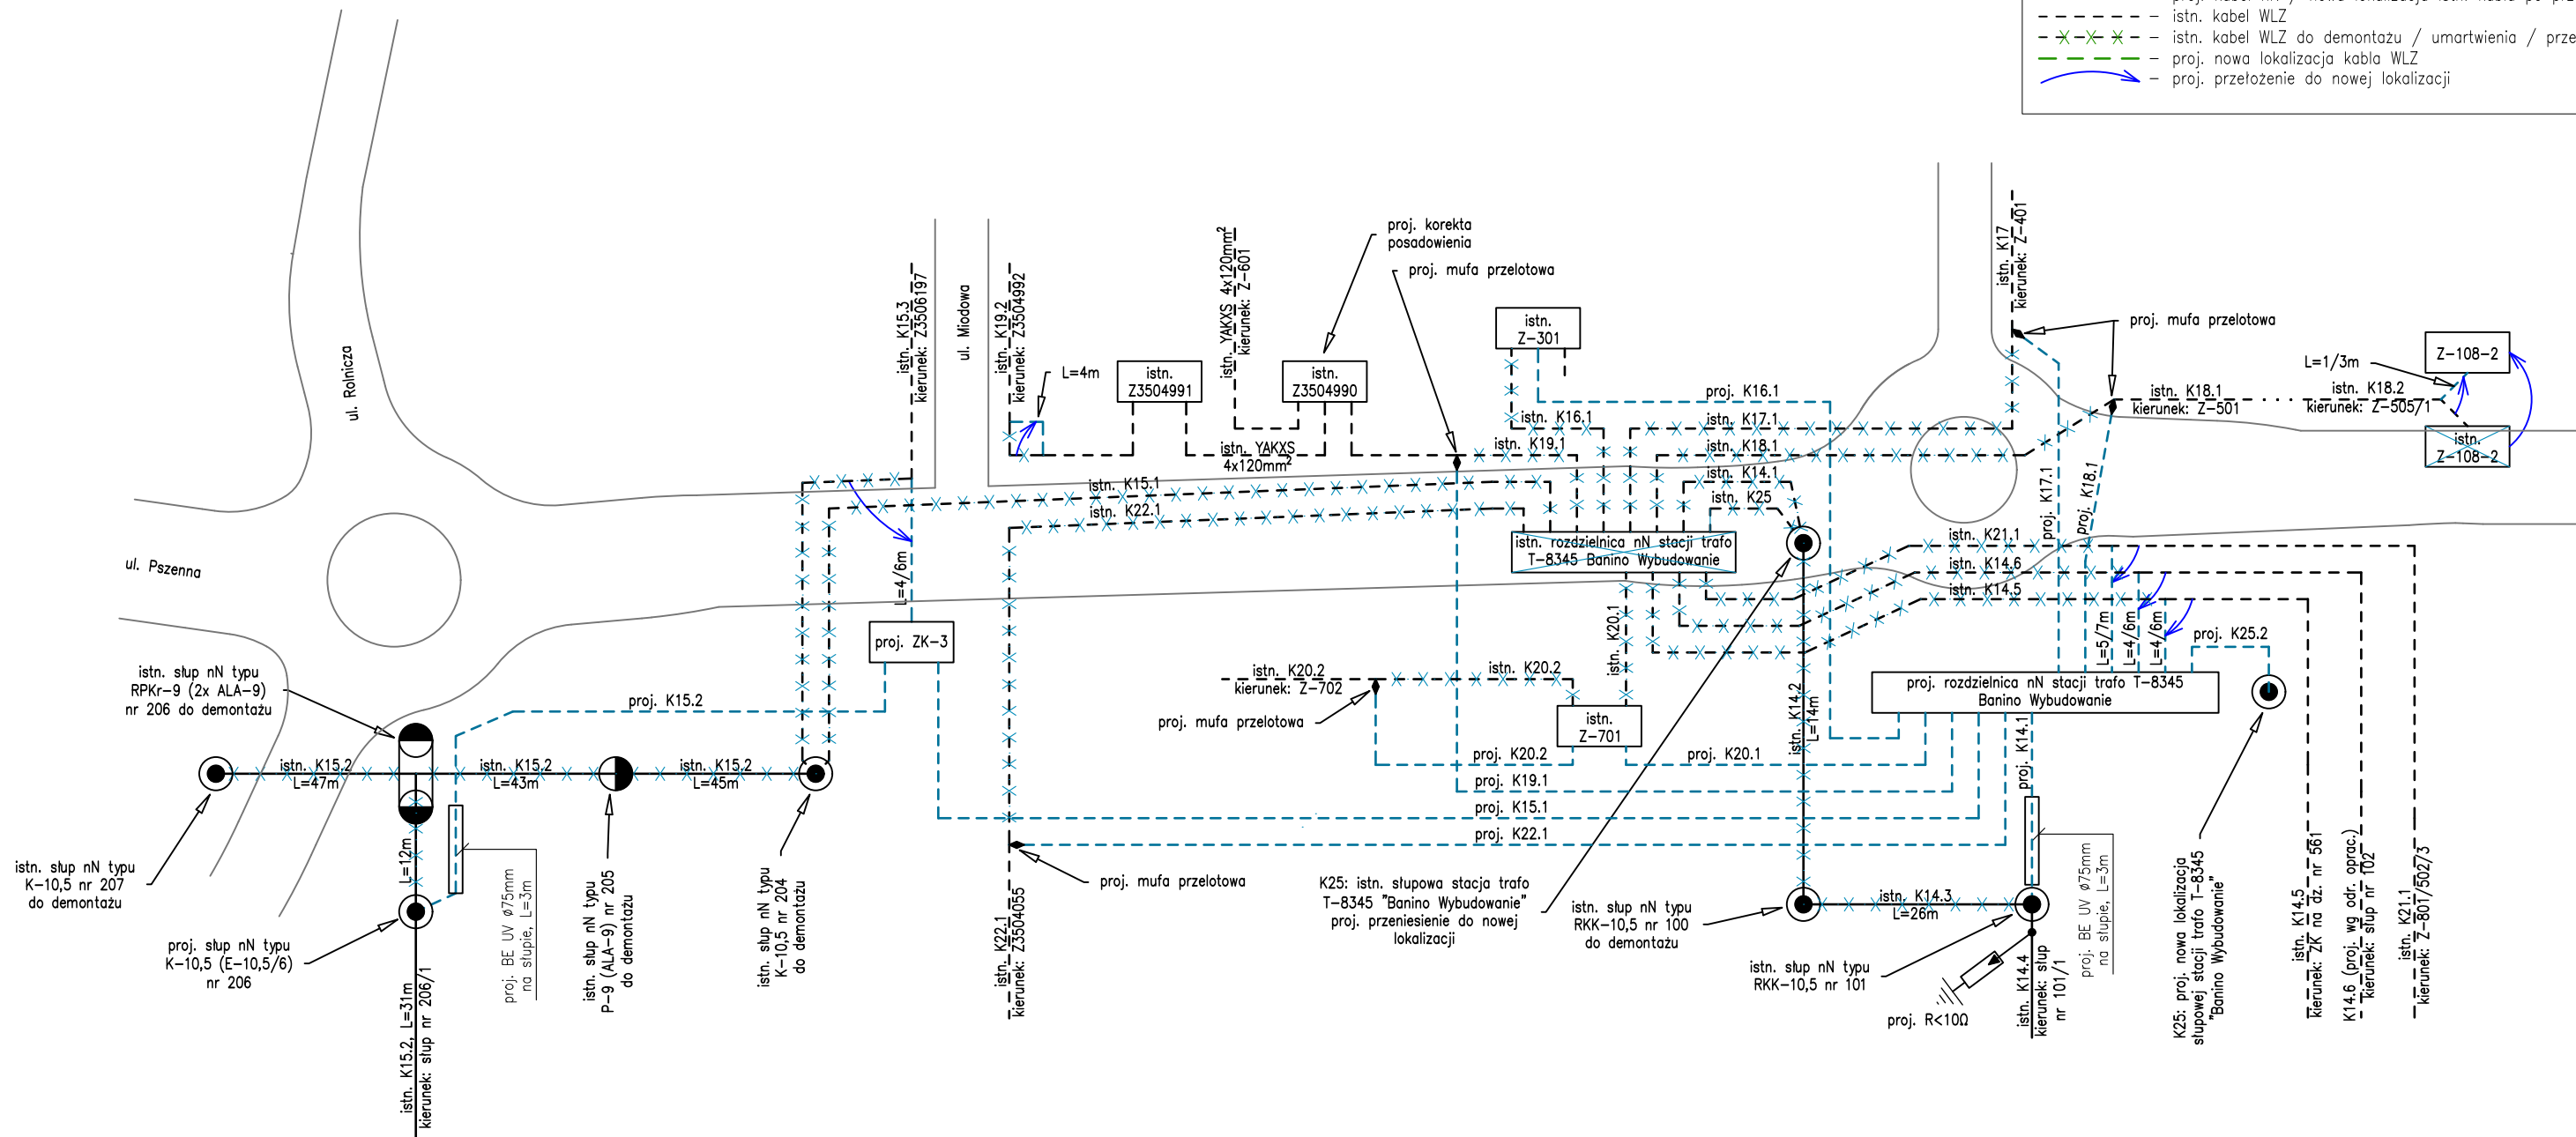 – istn. kabel WLZ
– istn. kabel WLZ do demontażu / umartwienia / prze
– proj. nowa lokalizacja kabla WLZ
– proj. przełożenie do nowej lokalizacji
ul. Rolnicza
ul. Pszenna
ul. Miodowa
istn. K15.3
kierunek: Z3506197
istn. K19.2
kierunek: Z3504992
L=4m
istn.
Z3504991
istn. YAKXS 4x120mm²
kierunek: Z-601
istn.
Z3504990
istn. YAKXS
4x120mm²
proj. korekta
posadowienia
proj. mufa przelotowa
istn.
Z-301
proj. K16.1
istn. K16.1
istn. K17.1
istn. K19.1
istn. K18.1
istn. K14.1
istn. K25
istn. K15.1
istn. K22.1
istn. K17
kierunek: Z-401
proj. mufa przelotowa
istn. K18.1
kierunek: Z-501
L=1/3m
istn. K18.2
kierunek: Z-505/1
Z-108-2
istn.
Z-108-2
proj. K17.1
proj. K18.1
istn. rozdzielnica nN stacji trafo
T-8345 Banino Wybudowanie
istn. K21.1
istn. K14.6
istn. K14.5
L=4/6m
proj. ZK-3
L=5/7m
L=4/6m
L=4/6m
proj. K25.2
istn. K20.1
istn. K20.2
kierunek: Z-702
istn. K20.2
proj. mufa przelotowa
istn.
Z-701
istn. K14.2
L=14m
proj. rozdzielnica nN stacji trafo T-8345
Banino Wybudowanie
istn. słup nN typu
RPKr-9 (2x ALA-9)
nr 206 do demontażu
proj. K15.2
istn. K15.2
L=47m
istn. K15.2
L=43m
istn. K15.2
L=45m
proj. K20.2
proj. K20.1
proj. K19.1
proj. K15.1
proj. K22.1
proj. K14.1
istn. słup nN typu
K-10,5 nr 207
do demontażu
L=12m
proj. BE UV ø75mm
na słupie, L=3m
istn. słup nN typu
P-9 (ALA-9) nr 205
do demontażu
istn. słup nN typu
K-10,5 nr 204
do demontażu
proj. mufa przelotowa
istn. K22.1
kierunek: Z3504055
K25: istn. słupowa stacja trafo
T-8345 "Banino Wybudowanie"
proj. przeniesienie do nowej
lokalizacji
istn. słup nN typu
RKK-10,5 nr 100
do demontażu
istn. K14.3
L=26m
proj. BE UV ø75mm
na słupie, L=3m
proj. słup nN typu
K-10,5 (E-10,5/6)
nr 206
istn. K15.2, L=31m
kierunek: słup nr 206/1
istn. słup nN typu
RKK-10,5 nr 101
proj. R<10Ω
istn. K14.4
kierunek: słup
nr 101/1
K25: proj. nowa lokalizacja
słupowej stacji trafo T-8345
"Banino Wybudowanie"
istn. K14.5
kierunek: ZK na dz. nr 561
K14.6 (proj. wg odr. oprac.)
kierunek: słup nr 102
istn. K21.1
kierunek: Z-801/502/3